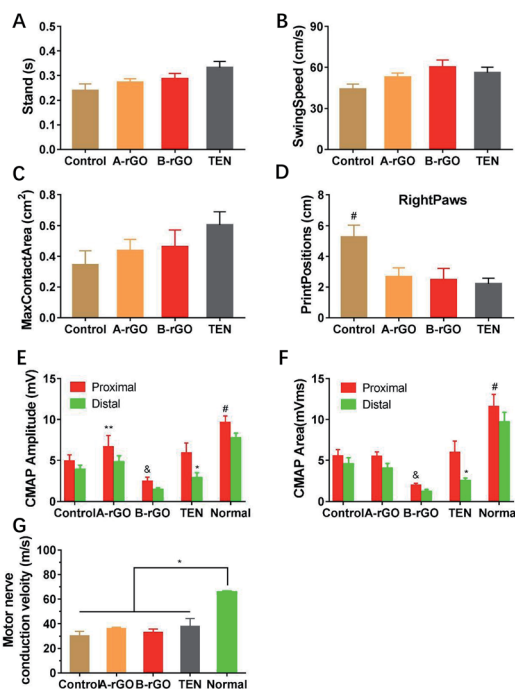 A
Stand (s)
0.4
0.3
0.2
0.1
0.0
Control A-rGO B-rGO TEN
B
SwingSpeed (cm/s)
90
60
30
0
Control A-rGO B-rGO TEN
C
MaxContactArea (cm²)
0.8
0.6
0.4
0.2
0.0
Control A-rGO B-rGO TEN
D
RightPaws
PrintPositions (cm)
8
6
4
2
0
#
Control A-rGO B-rGO TEN
E
CMAP Amplitude (mV)
15
10
5
0
Proximal
Distal
**
&
*
#
Control A-rGO B-rGO TEN Normal
F
CMAP Area(mVms)
15
10
5
0
Proximal
Distal
&
*
#
Control A-rGO B-rGO TEN Normal
G
Motor nerve
conduction veloity (m/s)
100
80
60
40
20
0
*
Control A-rGO B-rGO TEN Normal